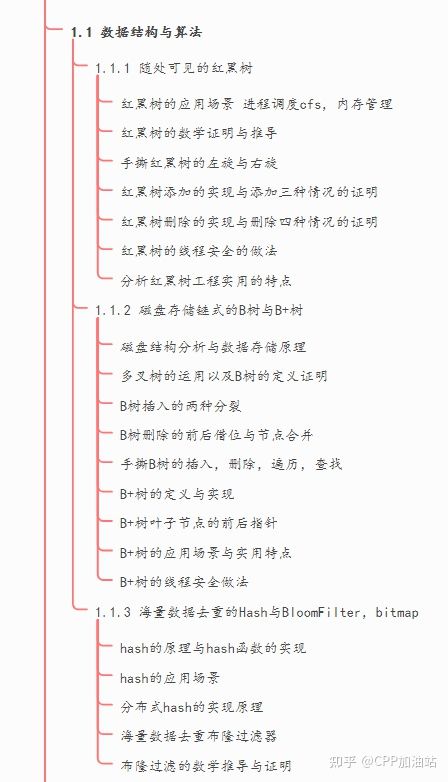 1.1 数据结构与算法
1.1.1 随处可见的红黑树
红黑树的应用场景 进程调度cfs，内存管理
红黑树的数学证明与推导
手撕红黑树的左旋与右旋
红黑树添加的实现与添加三种情况的证明
红黑树删除的实现与删除四种情况的证明
红黑树的线程安全的做法
分析红黑树工程实用的特点
1.1.2 磁盘存储链式的B树与B+树
磁盘结构分析与数据存储原理
多叉树的运用以及B树的定义证明
B树插入的两种分裂
B树删除的前后借位与节点合并
手撕B树的插入，删除，遍历，查找
B+树的定义与实现
B+树叶子节点的前后指针
B+树的应用场景与实用特点
B+树的线程安全做法
1.1.3 海量数据去重的Hash与BloomFilter，bitmap
hash的原理与hash函数的实现
hash的应用场景
分布式hash的实现原理
海量数据去重布隆过滤器
布隆过滤的数学推导与证明
知乎 @CPP加油站